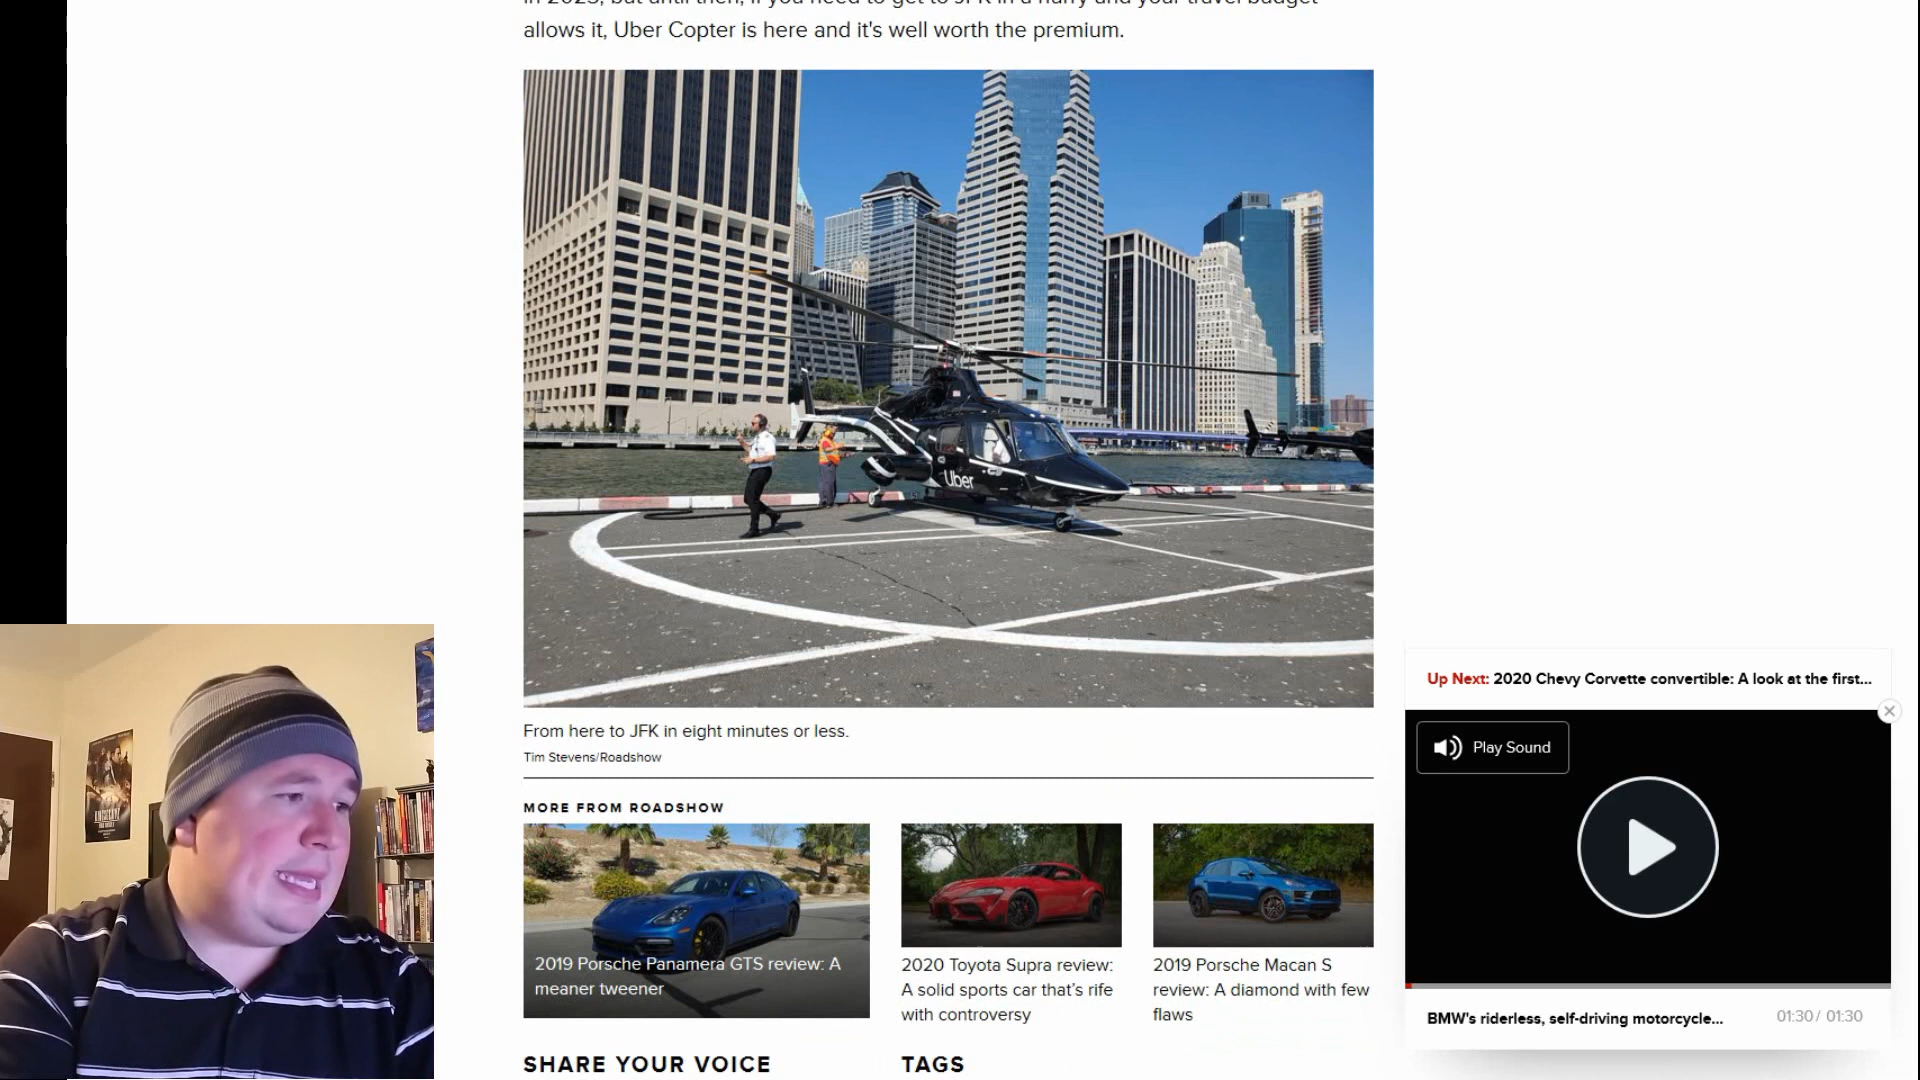 allows it, Uber Copter is here and it's well worth the premium.
Uber
From here to JFK in eight minutes or less.
Tim Stevens/Roadshow
MORE FROM ROADSHOW
2019 Porsche Panamera GTS review: A
meaner tweener
2020 Toyota Supra review:
A solid sports car that's rife
with controversy
2019 Porsche Macan S
review: A diamond with few
flaws
SHARE YOUR VOICE
TAGS
Up Next: 2020 Chevy Corvette convertible: A look at the first...
Play Sound
BMW's riderless, self-driving motorcycle...
01:30 / 01:30